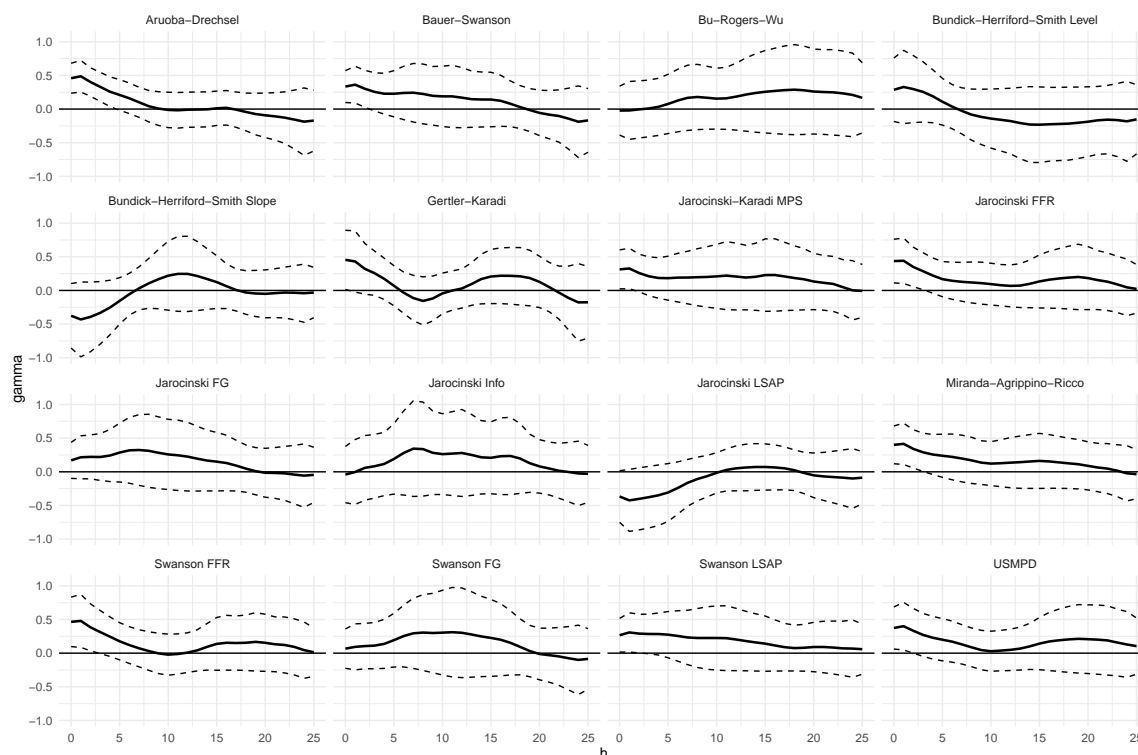 Aruoba−Drechsel Bauer−Swanson Bu−Rogers−Wu Bundick−Herriford−Smith Level
1.0
0.5
0.0
−0.5
−1.0
Bundick−Herriford−Smith Slope Gertler−Karadi Jarocinski−Karadi MPS Jarocinski FFR
1.0
0.5
0.0
−0.5
−1.0
gamma
Jarocinski FG Jarocinski Info Jarocinski LSAP Miranda−Agrippino−Ricco
1.0
0.5
0.0
−0.5
−1.0
Swanson FFR Swanson FG Swanson LSAP USMPD
1.0
0.5
0.0
−0.5
−1.0
0 5 10 15 20 25 0 5 10 15 20 25 0 5 10 15 20 25 0 5 10 15 20 25
h